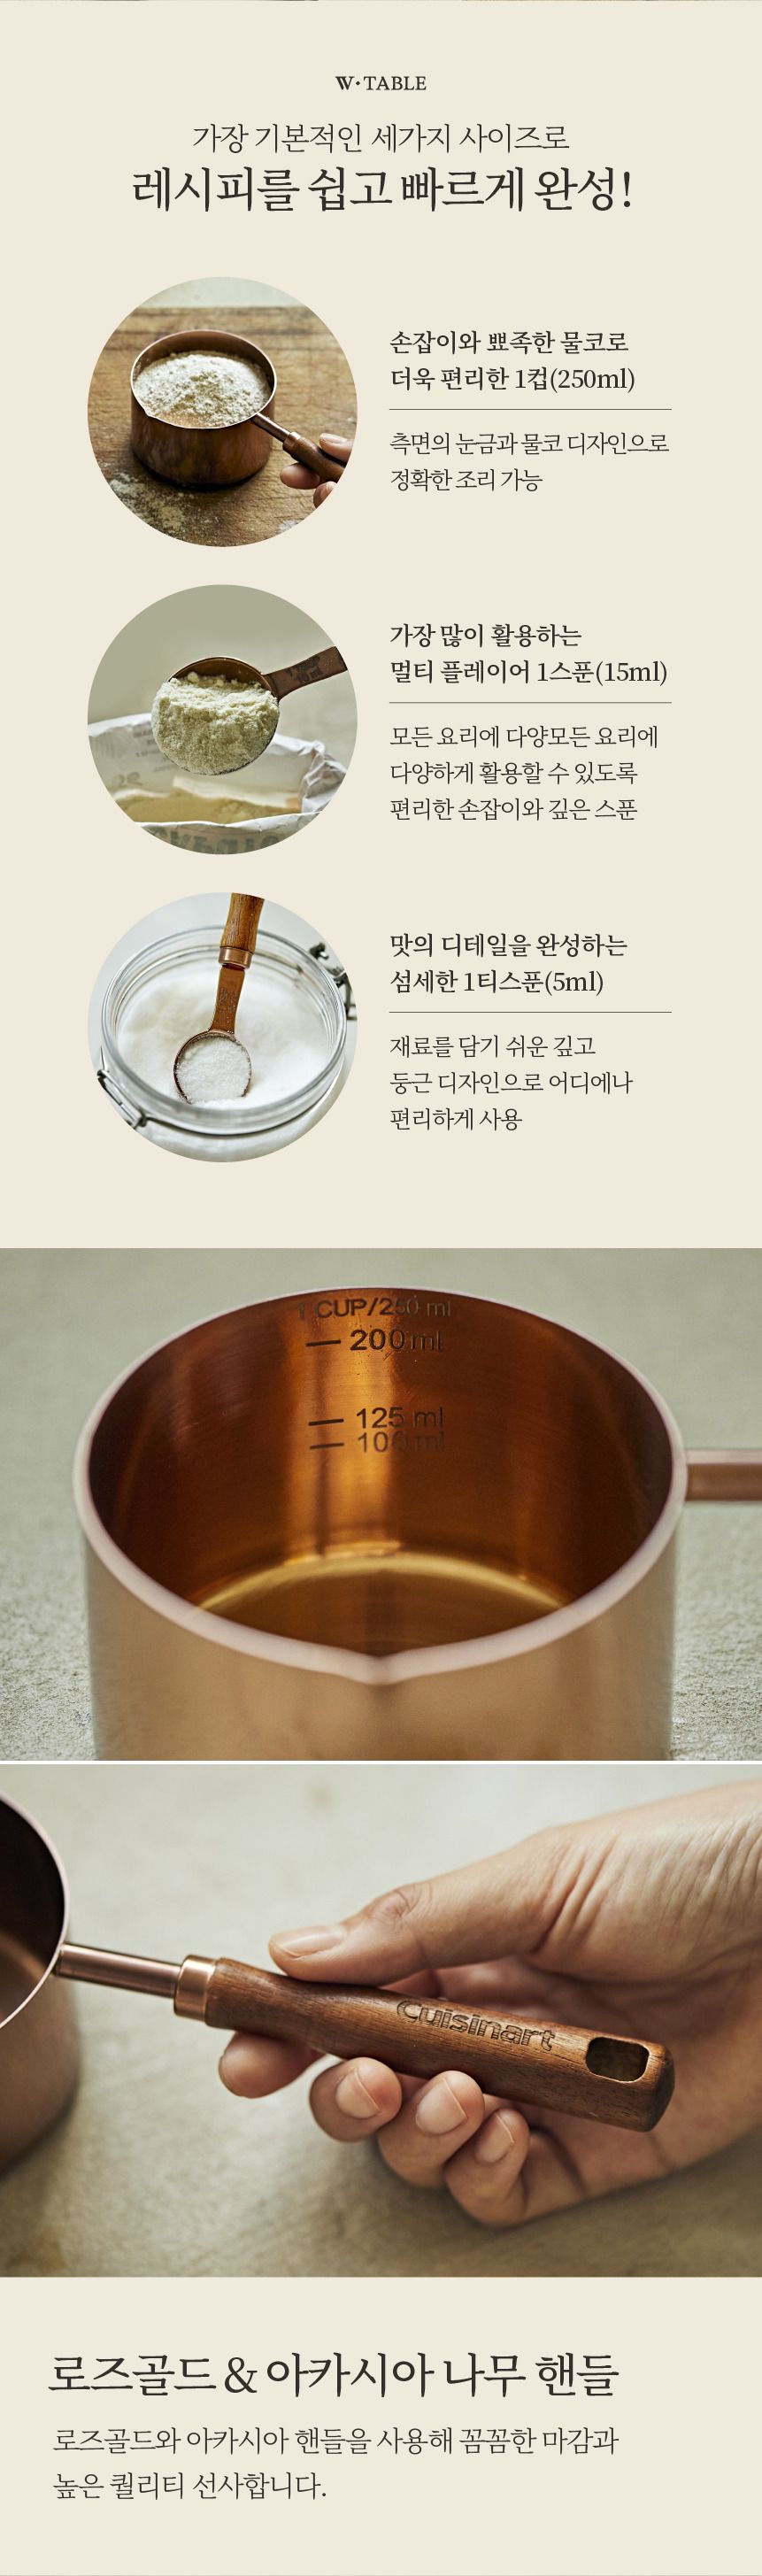 W·TABLE
가장 기본적인 세가지 사이즈로
레시피를 쉽고 빠르게 완성!
손잡이와 뾰족한 물코로
더욱 편리한 1컵(250ml)
측면의 눈금과 물코 디자인으로
정확한 조리 가능
가장 많이 활용하는
멀티 플레이어 1스푼(15ml)
모든 요리에 다양모든 요리에
다양하게 활용할 수 있도록
편리한 손잡이와 깊은 스푼
맛의 디테일을 완성하는
섬세한 1티스푼(5ml)
재료를 담기 쉬운 깊고
둥근 디자인으로 어디에나
편리하게 사용
1 CUP/250 ml
200 ml
125 ml
100 ml
Cuisinart
로즈골드 & 아카시아 나무 핸들
로즈골드와 아카시아 핸들을 사용해 꼼꼼한 마감과
높은 퀄리티 선사합니다.